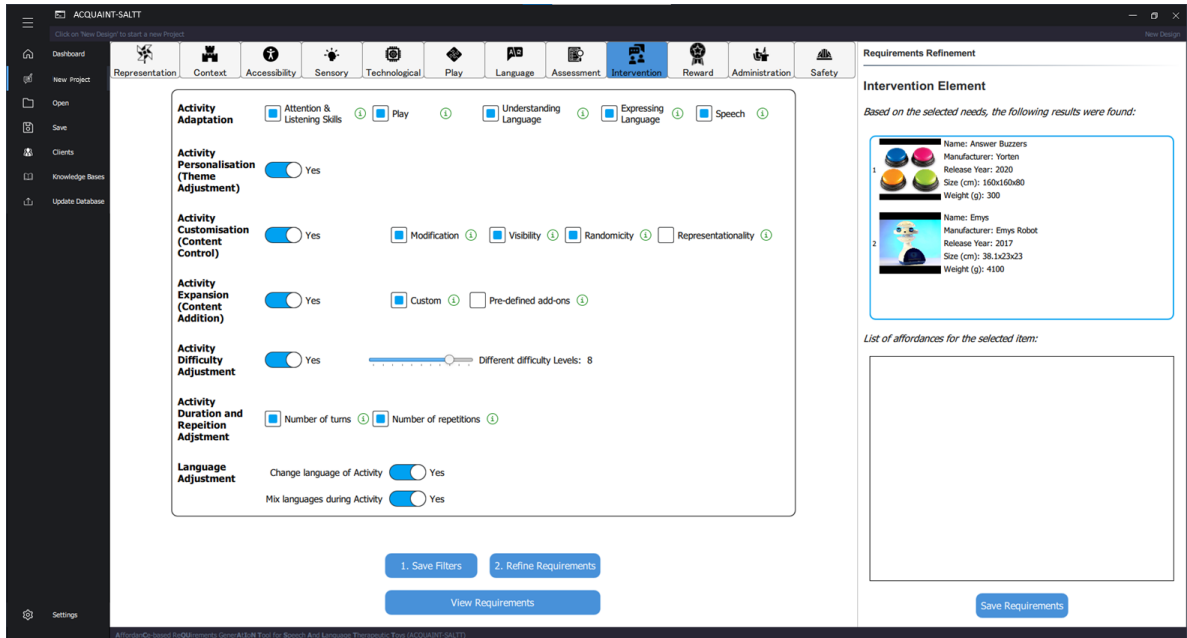 ACQUAINT-SALTT
Click on 'New Design' to start a new Project
New Design
Dashboard
New Project
Open
Save
Clients
Knowledge Bases
Update Database
Settings
Representation
Context
Accessibility
Sensory
Technological
Play
Language
Assessment
Intervention
Reward
Administration
Safety
Activity
Adaptation
Attention &
Listening Skills
Play
Understanding
Language
Expressing
Language
Speech
Activity
Personalisation
(Theme
Adjustment)
Yes
Activity
Customisation
(Content
Control)
Yes
Modification
Visibility
Randomicity
Representationality
Activity
Expansion
(Content
Addition)
Yes
Custom
Pre-defined add-ons
Activity
Difficulty
Adjustment
Yes
Different difficulty Levels: 8
Activity
Duration and
Repeition
Adjstment
Number of turns
Number of repetitions
Language
Adjustment
Change language of Activity
Yes
Mix languages during Activity
Yes
1. Save Filters
2. Refine Requirements
View Requirements
Requirements Refinement
Intervention Element
Based on the selected needs, the following results were found:
1
Name: Answer Buzzers
Manufacturer: Yorten
Release Year: 2020
Size (cm): 160x160x80
Weight (g): 300
2
Name: Emys
Manufacturer: Emys Robot
Release Year: 2017
Size (cm): 38.1x23x23
Weight (g): 4100
List of affordances for the selected item:
Save Requirements
AffordanCe-based ReQUirements GenerAtIoN Tool for Speech And Language Therapeutic Toys (ACQUAINT-SALTT)